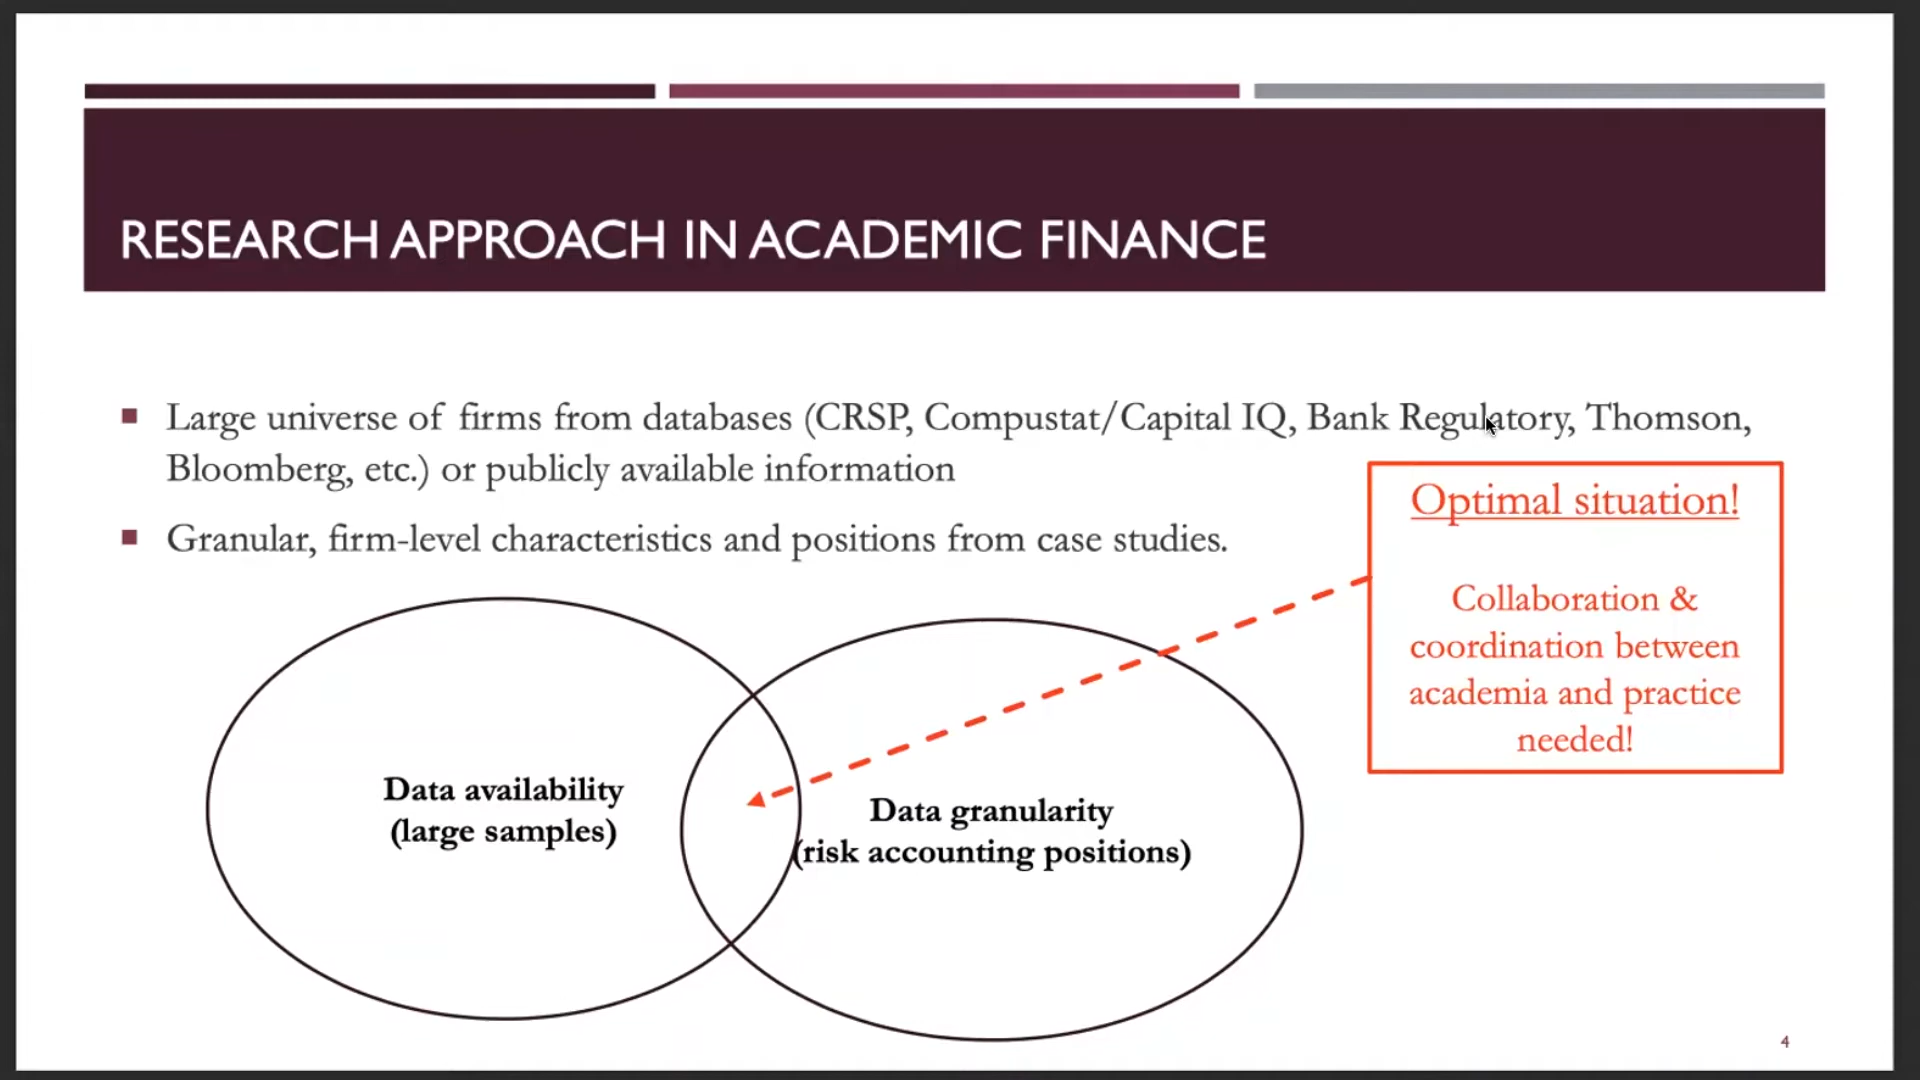 RESEARCH APPROACH IN ACADEMIC FINANCE
Large universe of firms from databases (CRSP, Compustat/Capital IQ, Bank Regulatory, Thomson,
Bloomberg, etc.) or publicly available information
Granular, firm-level characteristics and positions from case studies.
Optimal situation!
Collaboration &
coordination between
academia and practice
needed!
Data availability
(large samples)
Data granularity
(risk accounting positions)
4